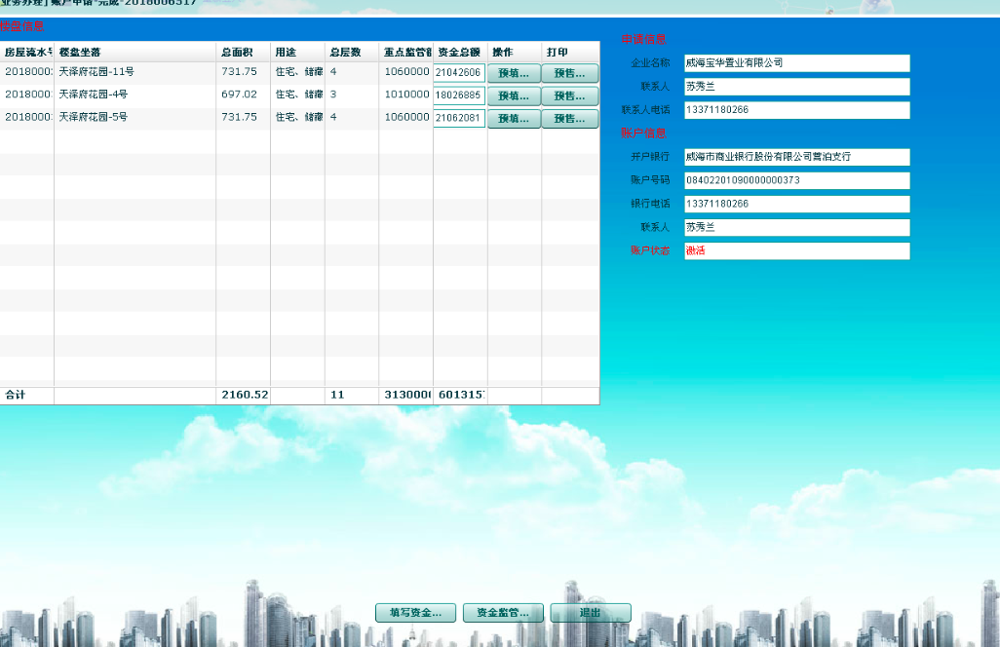 业务办理] 账户申请-完成-2018006517
楼盘信息
房屋流水号 楼盘坐落 总面积 用途 总层数 重点监管额 资金总额 操作 打印
2018000 天泽府花园-11号 731.75 住宅、储藏 4 1060000 21042606 预填... 预售...
2018000 天泽府花园-4号 697.02 住宅、储藏 3 1010000 18026885 预填... 预售...
2018000 天泽府花园-5号 731.75 住宅、储藏 4 1060000 21062081 预填... 预售...
合计 2160.52 11 3130000 601315
申请信息
企业名称 威海宝华置业有限公司
联系人 苏秀兰
联系人电话 13371180266
账户信息
开户银行 威海市商业银行股份有限公司营泊支行
账户号码 08402201090000000373
银行电话 13371180266
联系人 苏秀兰
账户状态 激活
填写资金... 资金监管... 退出